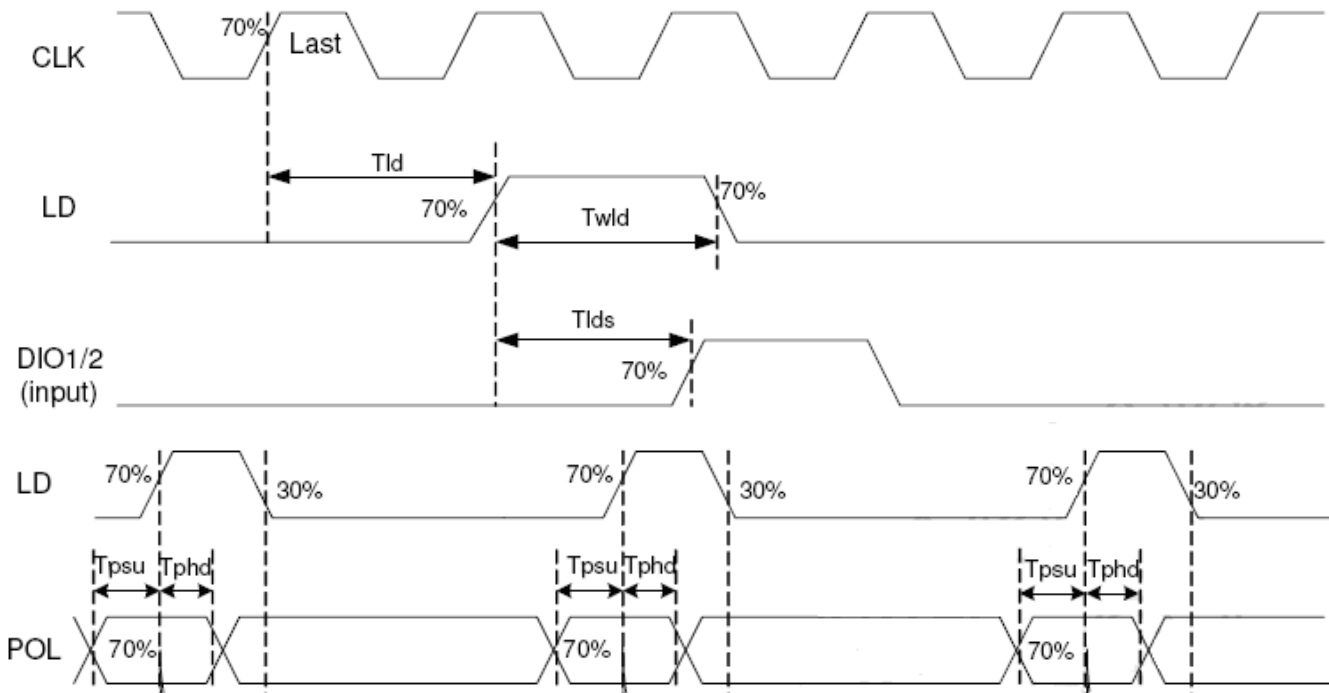 70%
Last
CLK
Tld
70%
70%
LD
Twld
Tlds
DIO1/2
70%
(input)
70%
70%
70%
LD
30%
30%
30%
Tpsu Tphd
Tpsu Tphd
Tpsu Tphd
POL
70%
70%
70%